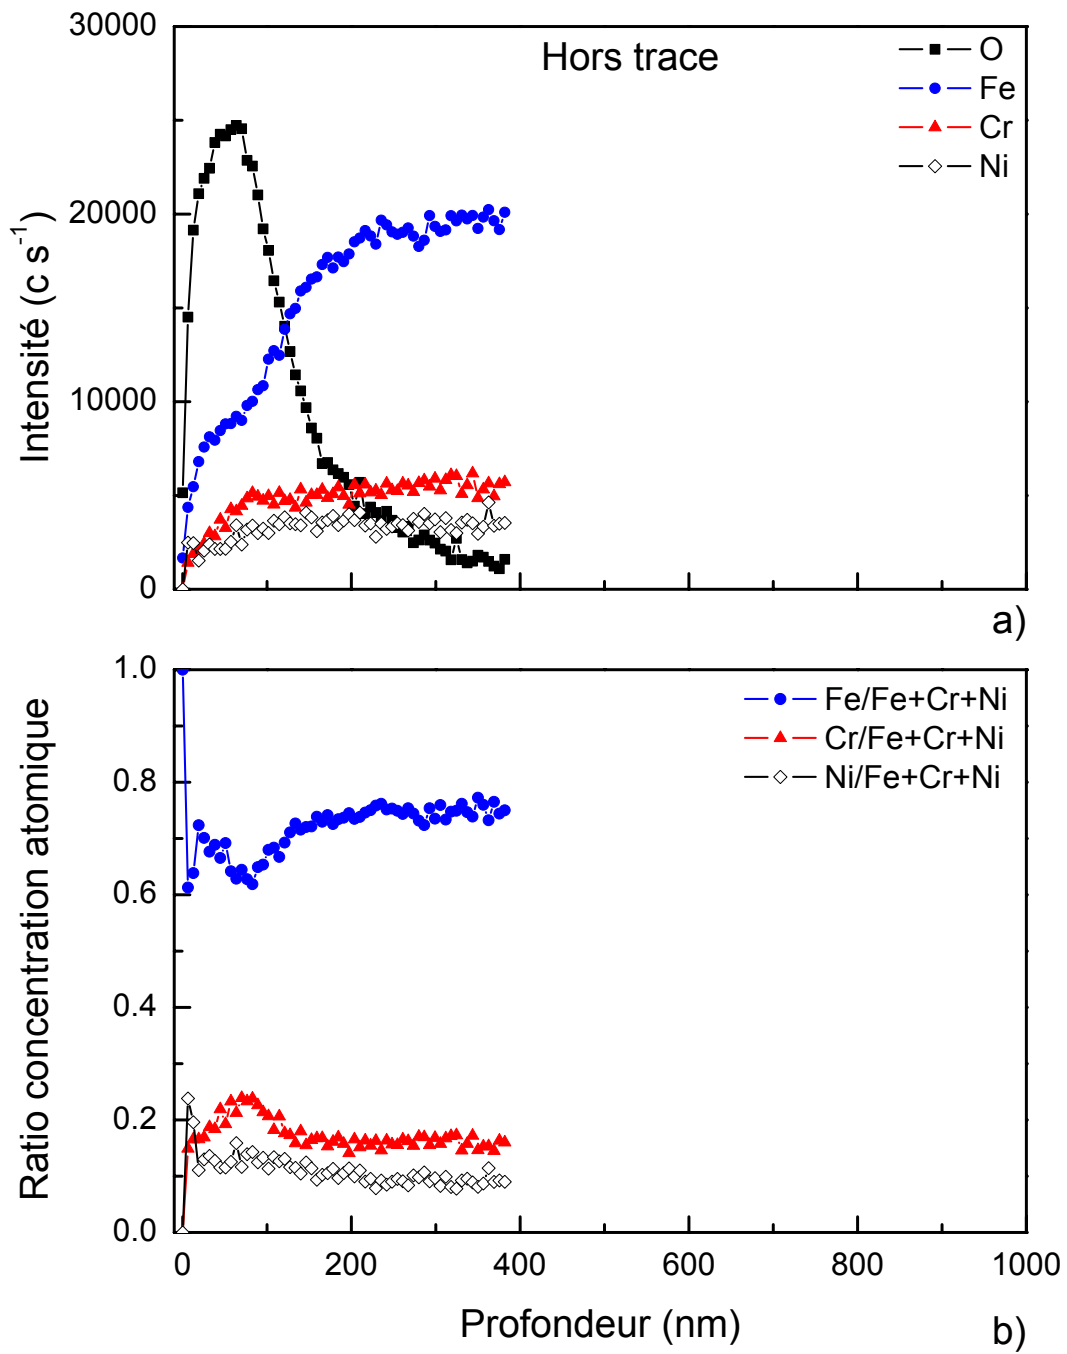 30000
Hors trace
O
Fe
Cr
Ni
20000
10000
0
Intensité (c s⁻¹)
a)
1.0
0.8
0.6
0.4
0.2
0.0
Ratio concentration atomique
Fe/Fe+Cr+Ni
Cr/Fe+Cr+Ni
Ni/Fe+Cr+Ni
0 200 400 600 800 1000
Profondeur (nm)
b)